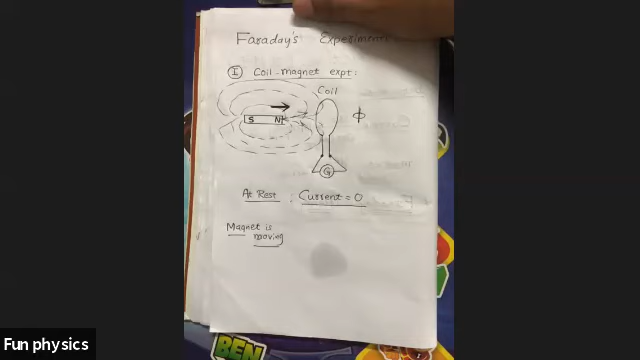 Faraday's Experiment
I Coil-magnet expt:
Coil
S N
ϕ
G
At Rest : Current = 0
Magnet is
moving
BEN
Fun physics